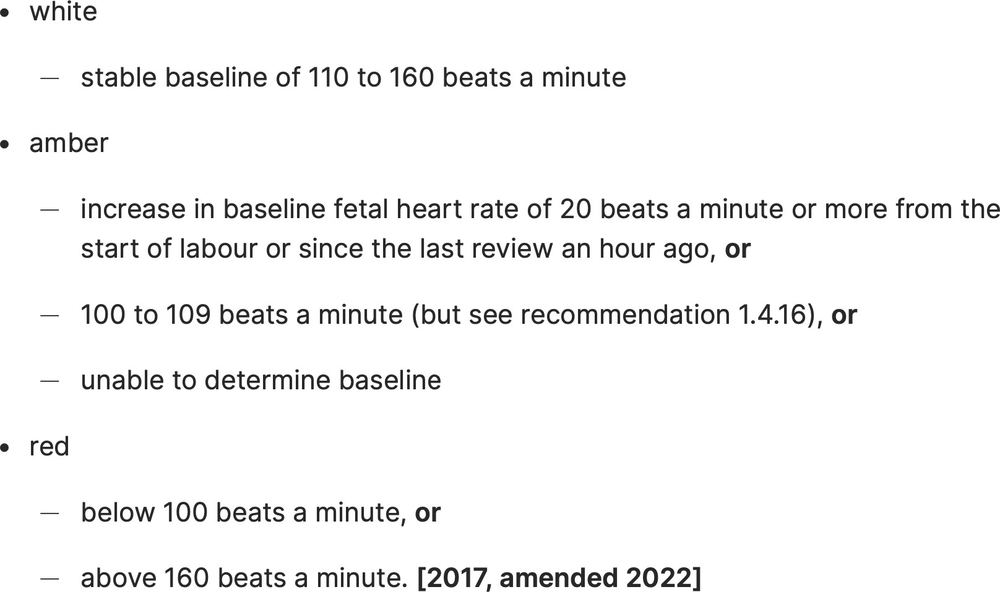 • white
— stable baseline of 110 to 160 beats a minute
• amber
— increase in baseline fetal heart rate of 20 beats a minute or more from the
start of labour or since the last review an hour ago, or
— 100 to 109 beats a minute (but see recommendation 1.4.16), or
— unable to determine baseline
• red
— below 100 beats a minute, or
— above 160 beats a minute. [2017, amended 2022]